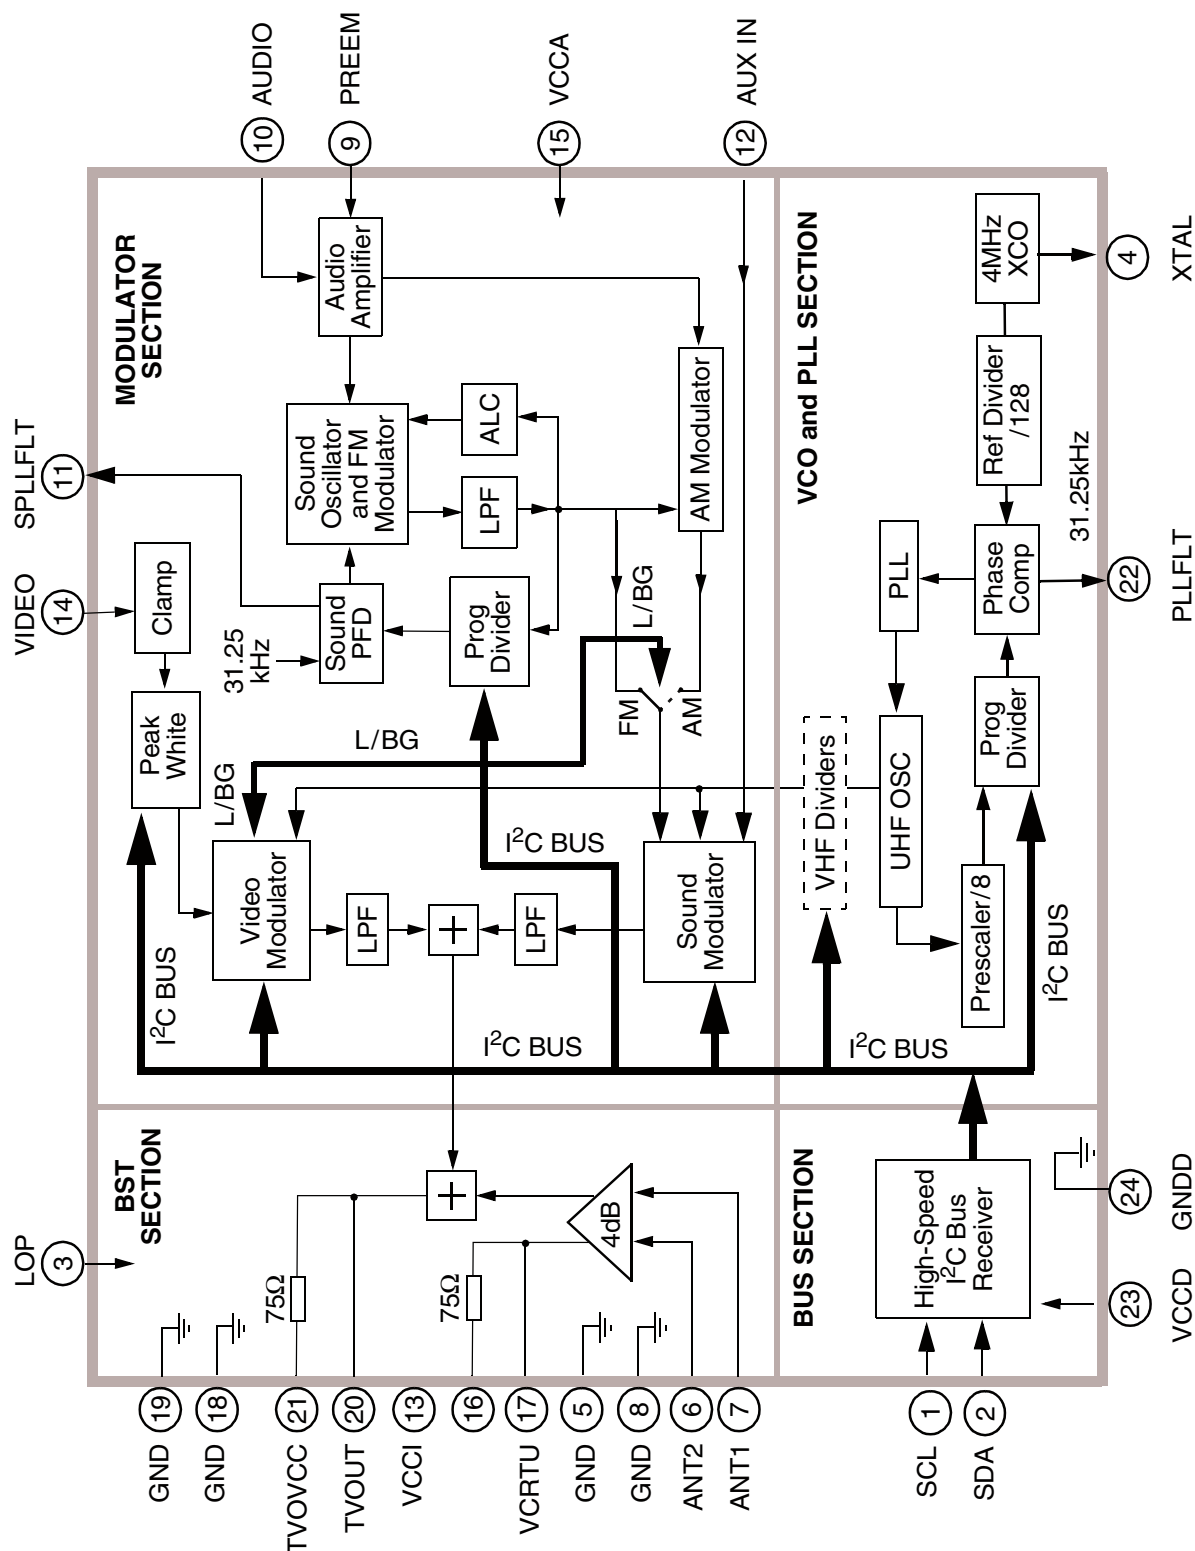 LOP
3
VIDEO
14
SPLLFLT
11
10
AUDIO
9
PREEM
15
VCCA
12
AUX IN
MODULATOR
SECTION
Clamp
Peak
White
31.25
kHz
Sound
PFD
Sound
Oscillator
and FM
Modulator
Audio
Amplifier
ALC
LPF
Prog
Divider
AM Modulator
L/BG
L/BG
L/BG
FM
AM
Video
Modulator
LPF
+
LPF
Sound
Modulator
I2C BUS
I2C BUS
I2C BUS
BST
SECTION
75Ω
75Ω
+
4dB
GND
19
GND
18
TVOVCC
21
TVOUT
20
VCCI
13
16
VCRTU
17
GND
5
GND
8
ANT2
6
ANT1
7
BUS SECTION
High-Speed
I2C Bus
Receiver
SCL
1
SDA
2
23
VCCD
24
GNDD
VCO and PLL SECTION
VHF Dividers
UHF OSC
PLL
Prescaler/8
Prog
Divider
Phase
Comp
Ref Divider
/128
4MHz
XCO
31.25kHz
I2C BUS
I2C BUS
22
PLLFLT
4
XTAL